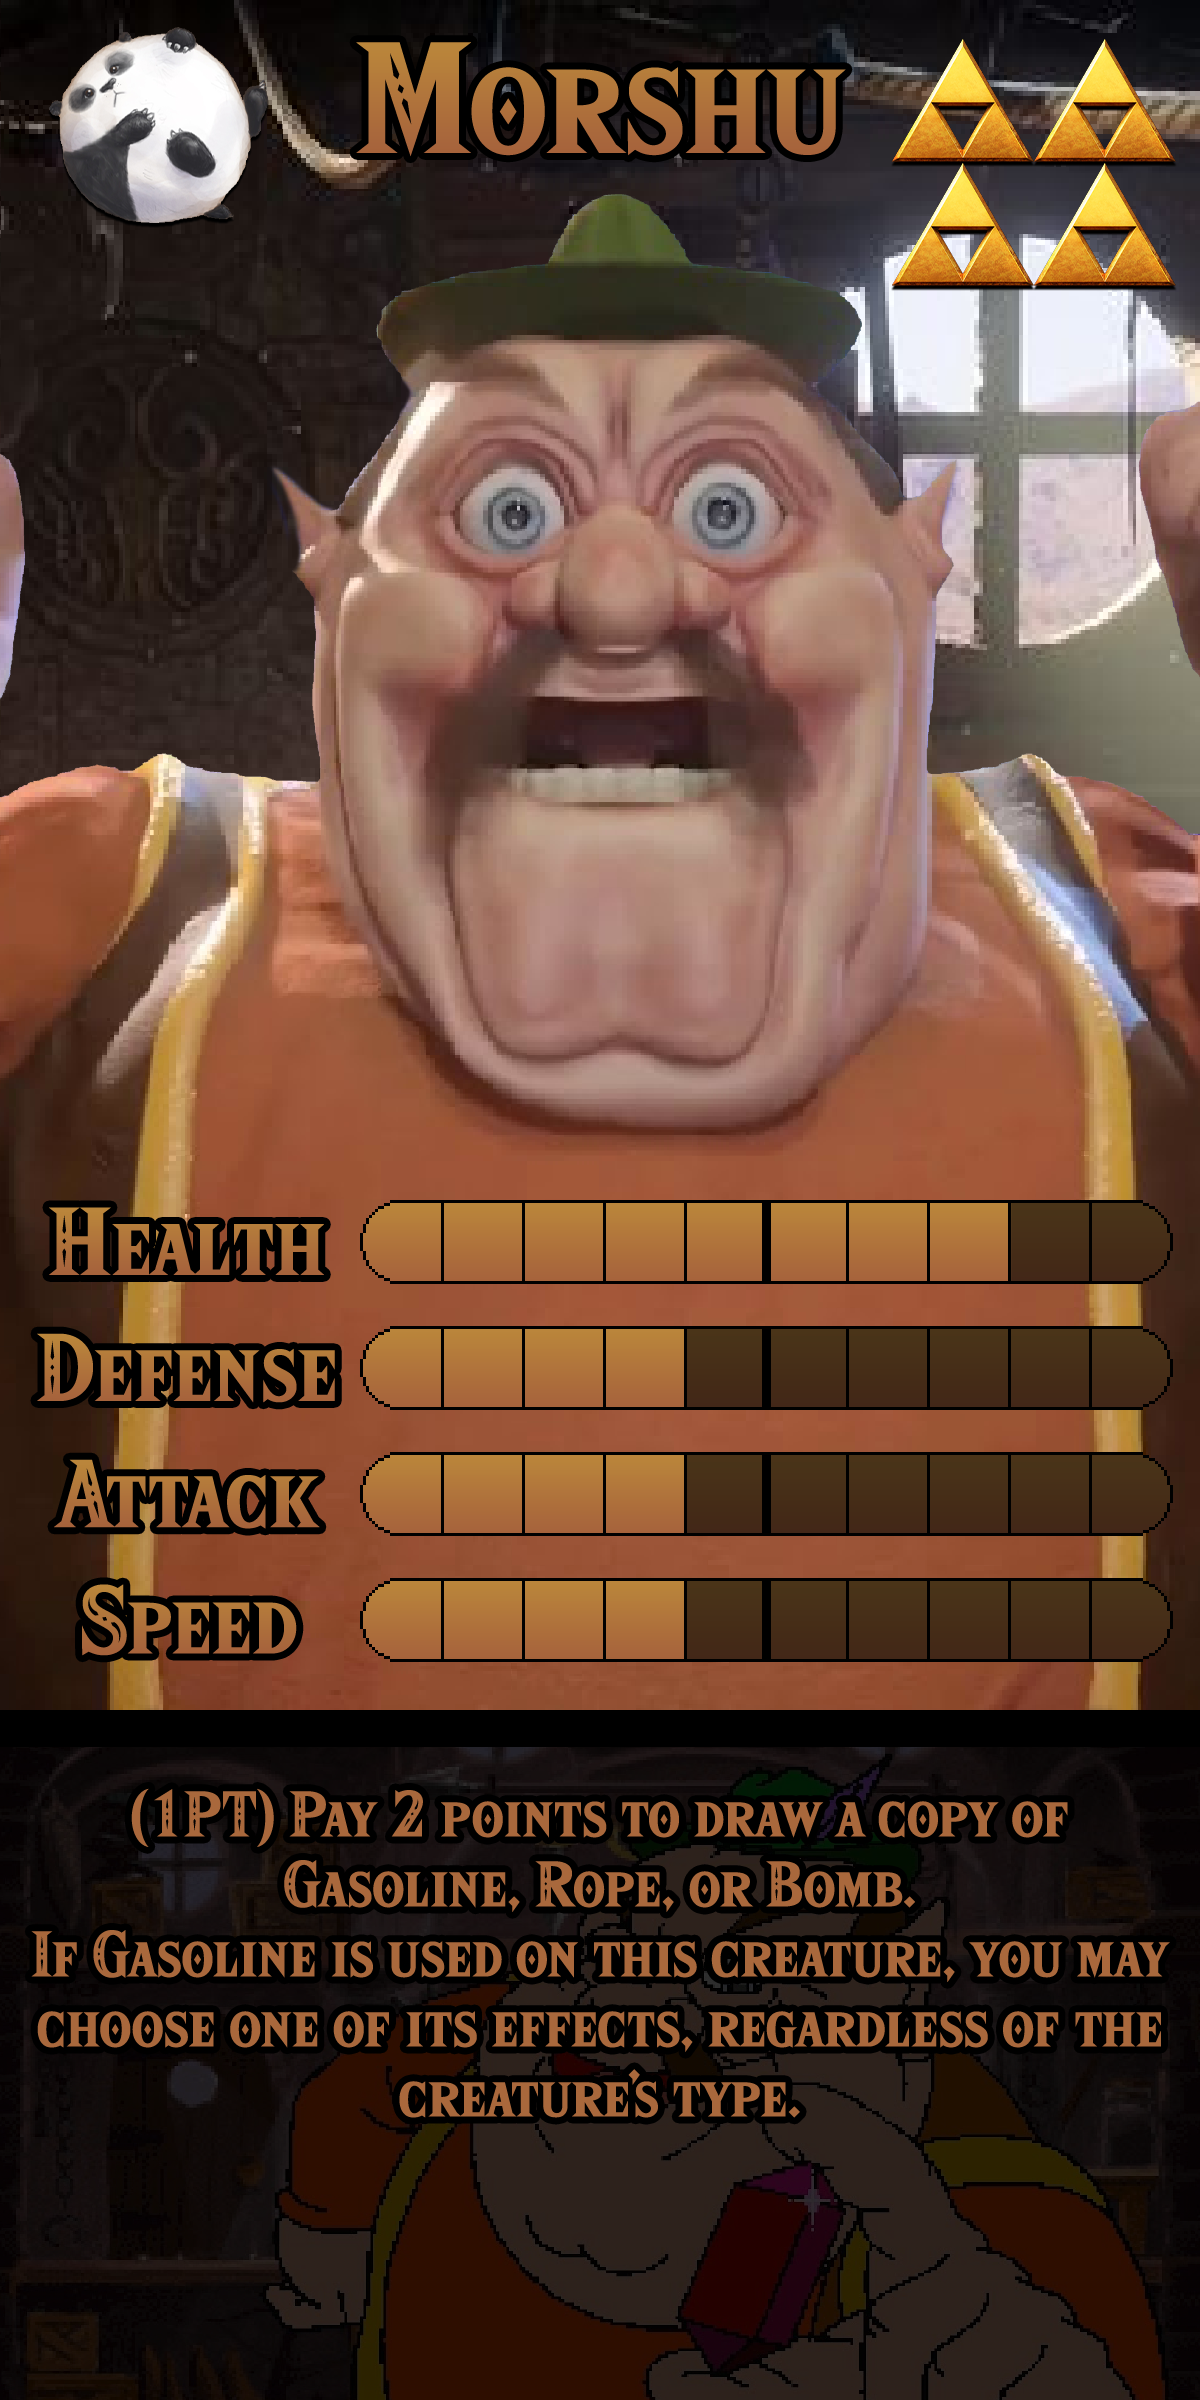 Morshu
Health
Defense
Attack
Speed
(1PT) Pay 2 points to draw a copy of
Gasoline, Rope, or Bomb.
If Gasoline is used on this creature, you may
choose one of its effects, regardless of the
creature's type.